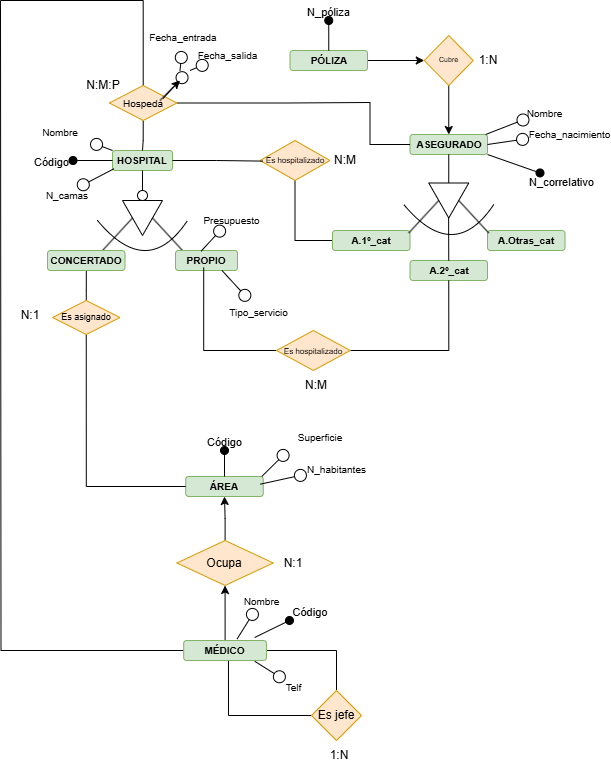 N_póliza
Fecha_entrada
Fecha_salida
PÓLIZA
Cubre
1:N
N:M:P
Hospeda
Nombre
Nombre
Fecha_nacimiento
ASEGURADO
Código
HOSPITAL
Es hospitalizado
N:M
N_correlativo
N_camas
Presupuesto
A.1º_cat
A.Otras_cat
CONCERTADO
PROPIO
A.2º_cat
Tipo_servicio
N:1
Es asignado
Es hospitalizado
N:M
Código
Superficie
N_habitantes
ÁREA
Ocupa
N:1
Nombre
Código
MÉDICO
Telf
Es jefe
1:N